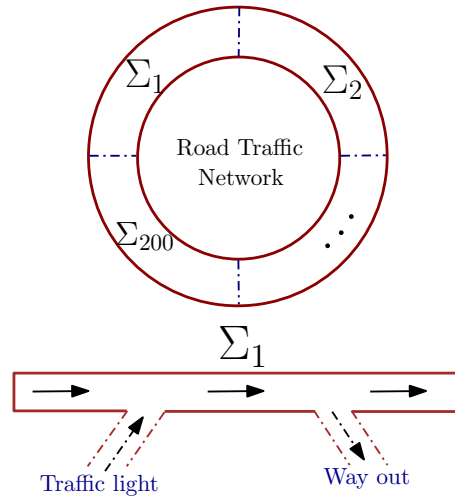 Σ₁
Σ₂
Road Traffic
Network
Σ₂₀₀
Σ₁
Traffic light
Way out